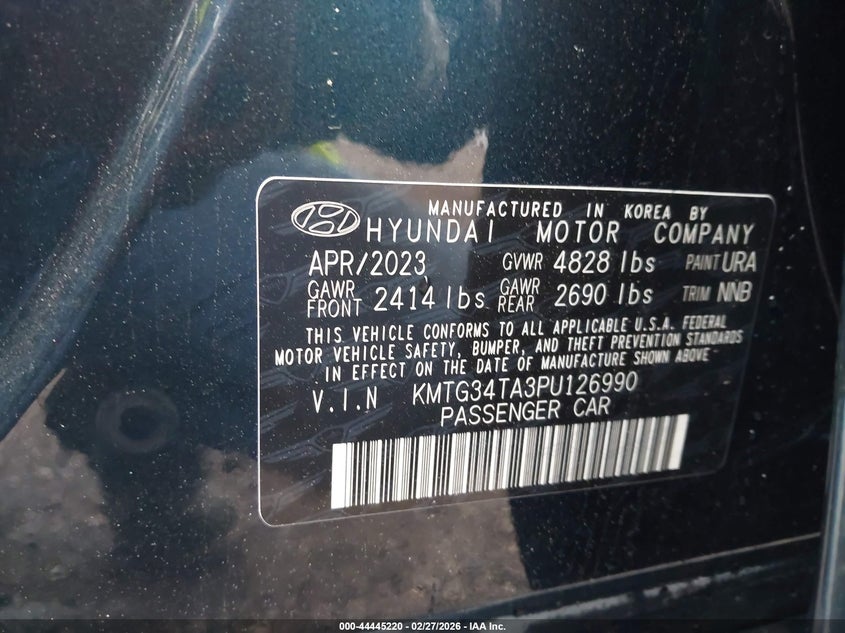 MANUFACTURED IN KOREA BY
HYUNDAI MOTOR COMPANY
APR/2023 GVWR 4828 lbs PAINT URA
GAWR FRONT 2414 lbs GAWR REAR 2690 lbs TRIM NNB
THIS VEHICLE CONFORMS TO ALL APPLICABLE U.S.A. FEDERAL
MOTOR VEHICLE SAFETY, BUMPER, AND THEFT PREVENTION STANDARDS
IN EFFECT ON THE DATE OF MANUFACTURE SHOWN ABOVE
V.I.N KMTG34TA3PU126990
PASSENGER CAR
000-44445220 - 02/27/2026 - IAA Inc.